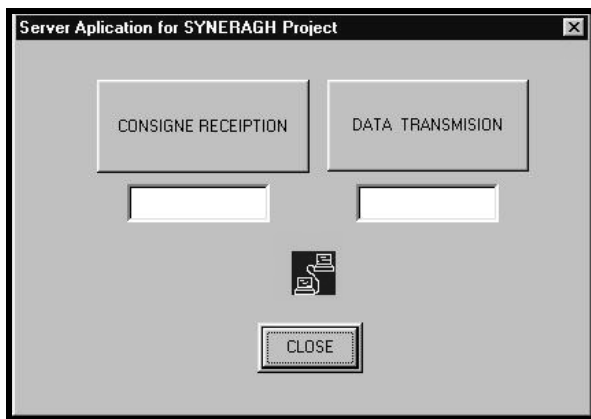 Server Aplication for SYNERAGH Project
CONSIGNE RECEIPTION
DATA TRANSMISION
CLOSE